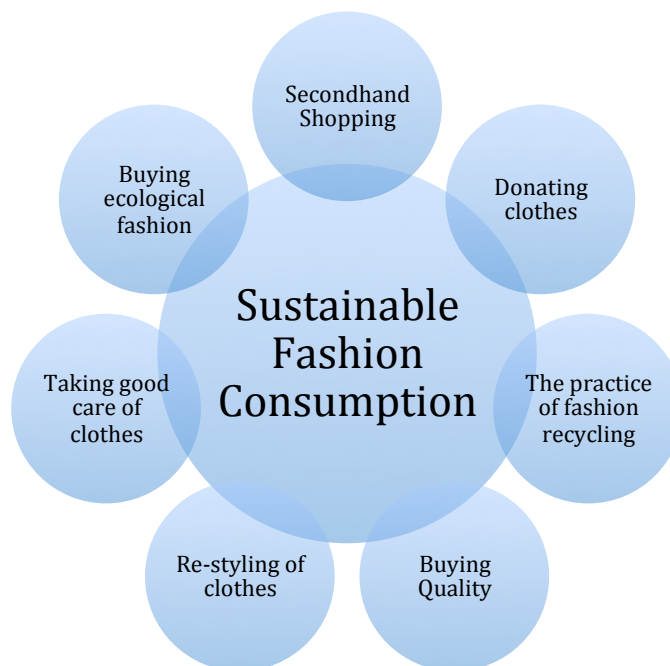 Secondhand
Shopping
Donating
clothes
The practice
of fashion
recycling
Buying
Quality
Re-styling of
clothes
Taking good
care of
clothes
Buying
ecological
fashion
Sustainable
Fashion
Consumption